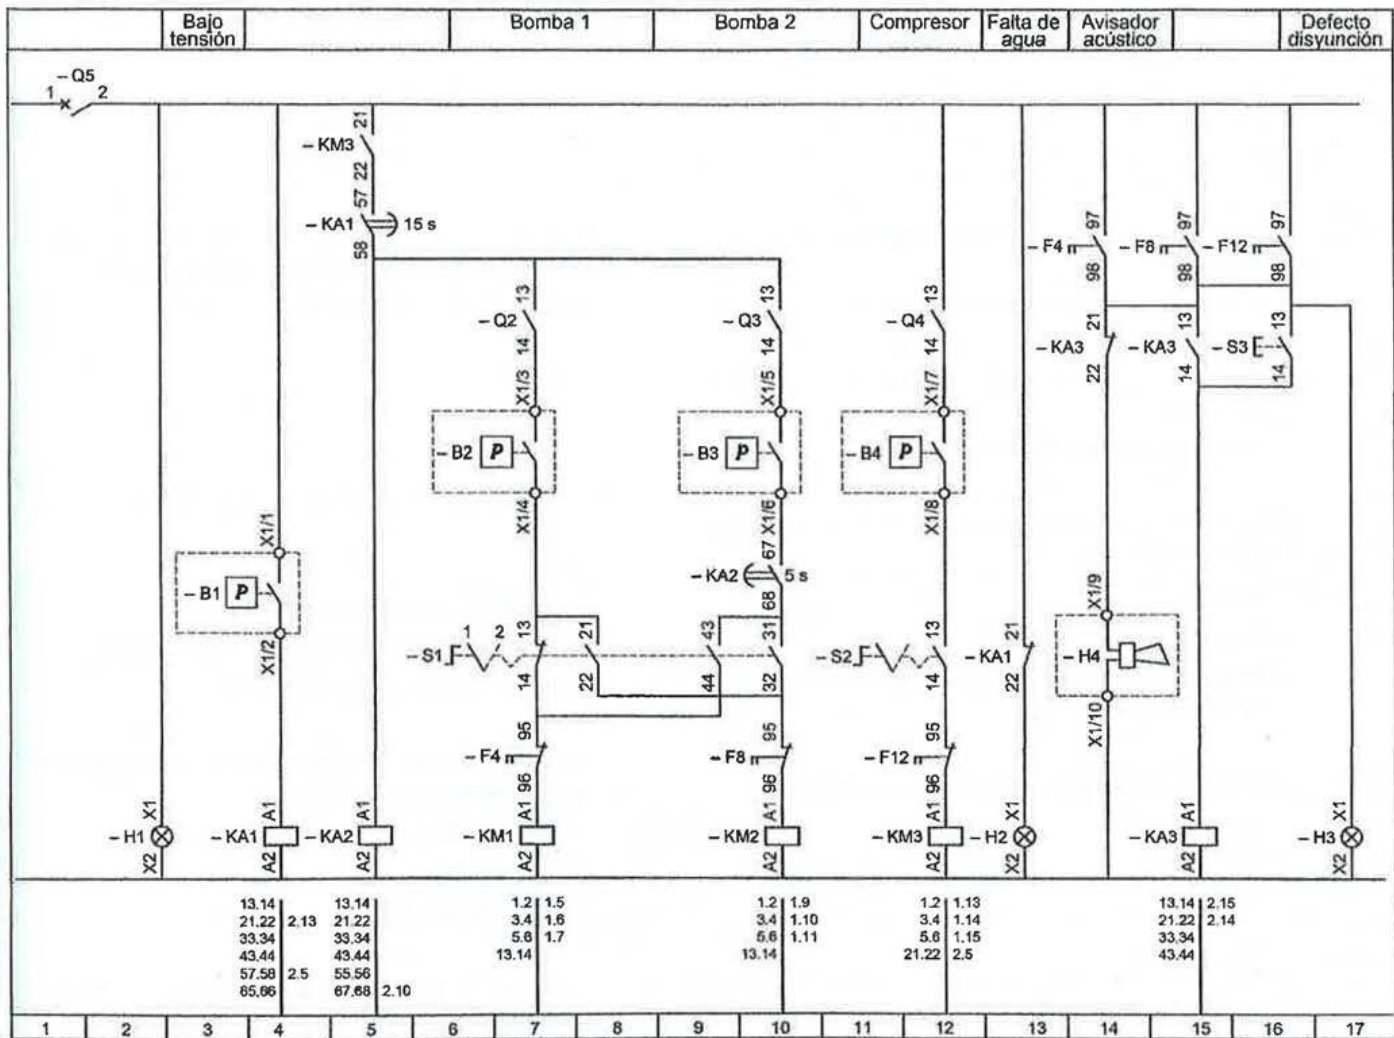 Bajo
tensión
Bomba 1
Bomba 2
Compresor
Falta de
agua
Avisador
acústico
Defecto
disyunción
– Q5
1 2
21
– KM3
22
57
– KA1 15 s
58
97 97 97
– F4 – F8 – F12
98 98 98
13 13 13
– Q2 – Q3 – Q4
14 14 14
21 13 13
– KA3 – KA3 – S3
22 14 14
X1/3 X1/5 X1/7
– B2 P – B3 P – B4 P
X1/4 X1/6 X1/8
67
– KA2 5 s
68
X1/1
– B1 P
X1/2
1 2 13 21 43 31 13 21
– S1 – S2 – KA1
14 22 44 32 14 22
X1/9
– H4
X1/10
95 95 95
– F4 – F8 – F12
96 96 96
X1 A1 A1 A1 A1 A1 X1 A1 X1
– H1 – KA1 – KA2 – KM1 – KM2 – KM3 – H2 – KA3 – H3
X2 A2 A2 A2 A2 A2 X2 A2 X2
13.14 13.14 1.2 1.5 1.2 1.9 1.2 1.13 13.14 2.15
21.22 2.13 21.22 3.4 1.6 3.4 1.10 3.4 1.14 21.22 2.14
33.34 33.34 5.6 1.7 5.6 1.11 5.6 1.15 33.34
43.44 43.44 13.14 13.14 21.22 2.5 43.44
57.58 2.5 55.56
65.66 67.68 2.10
1 2 3 4 5 6 7 8 9 10 11 12 13 14 15 16 17